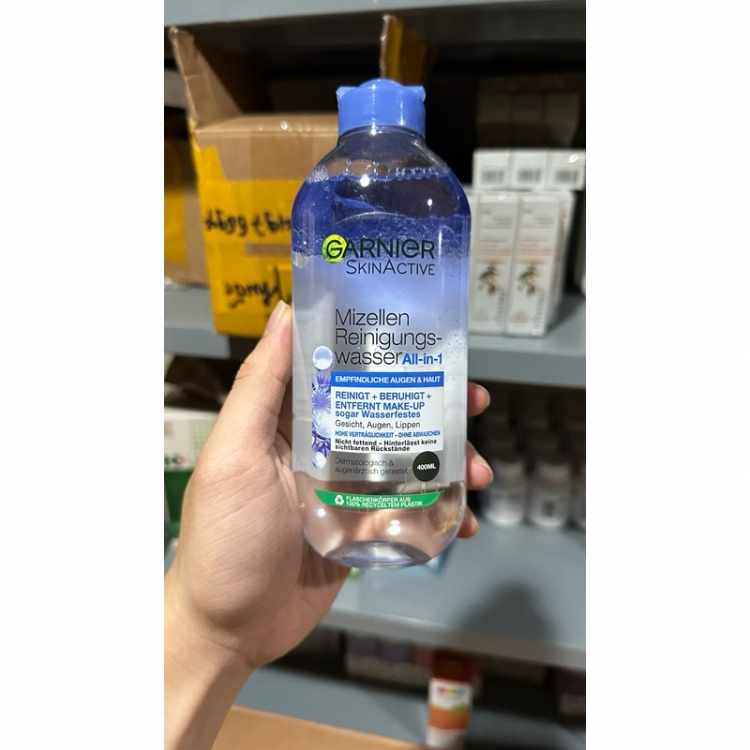 GARNIER
SKINACTIVE
Mizellen
Reinigungs-
wasser All-in-1
EMPFINDLICHE AUGEN & HAUT
REINIGT + BERUHIGT +
ENTFERNT MAKE-UP
sogar Wasserfestes
Gesicht, Augen, Lippen
HOHE VERTRÄGLICHKEIT – OHNE ABWASCHEN
Nicht fettend – Hinterlässt keine
sichtbaren Rückstände
Dermatologisch &
augenärztlich getestet
400ML
FLASCHENKÖRPER AUS
100% RECYCELTEM PLASTIK